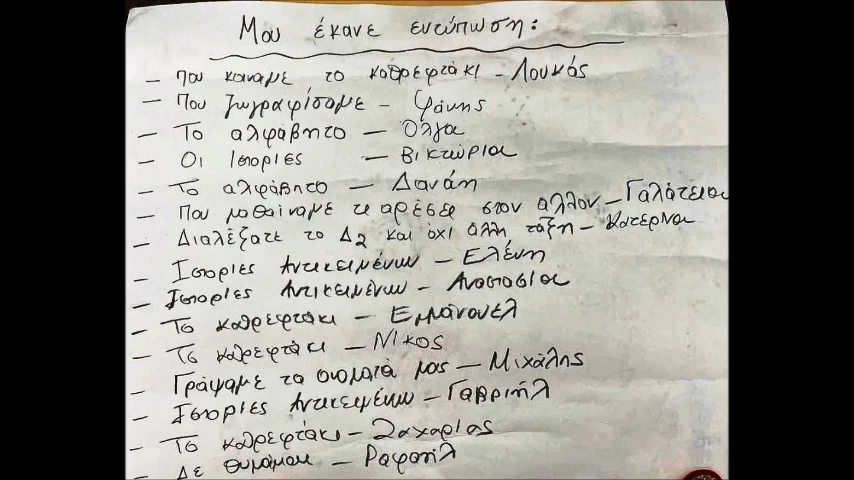 Μου έκανε εντύπωση:
– που κάναμε το καθρεφτάκι – Λουκάς
– Που ζωγραφίσαμε – Φάνης
– Το αλφάβητο – Όλγα
– Οι Ιστορίες – Βικτώρια
– Το αλφάβητο – Δανάη
– Που μαθαίναμε τι αρέσει στον άλλον – Γαλάτεια
– Διαλέξατε το Δ2 και όχι άλλη τάξη – Κατερίνα
– Ιστορίες Αντικειμένων – Ελένη
– Ιστορίες Αντικειμένων – Αναστασία
– Το καθρεφτάκι – Εμμάνουέλ
– Το καθρεφτάκι – Νίκος
– Γράψαμε τα ονοματά μας – Μιχάλης
– Ιστορίες Αντικειμένων – Γαβριήλ
– Το καθρεφτάκι – Ζαχαρίας
– Δε θυμάμαι – Ραφαήλ